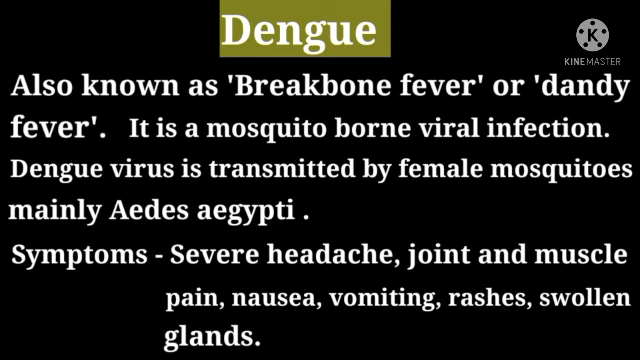 Dengue
K
KINEMASTER
Also known as 'Breakbone fever' or 'dandy
fever'. It is a mosquito borne viral infection.
Dengue virus is transmitted by female mosquitoes
mainly Aedes aegypti .
Symptoms - Severe headache, joint and muscle
pain, nausea, vomiting, rashes, swollen
glands.